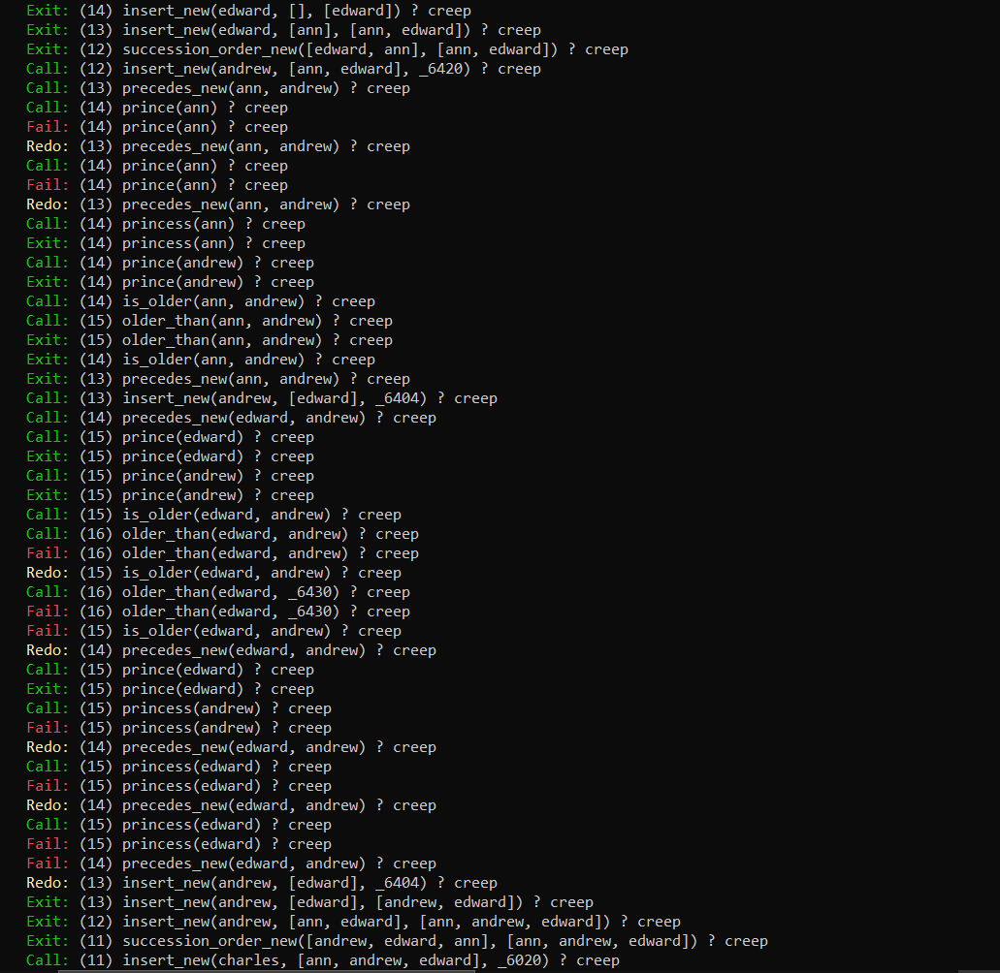 Exit: (14) insert_new(edward, [], [edward]) ? creep
Exit: (13) insert_new(edward, [ann], [ann, edward]) ? creep
Exit: (12) succession_order_new([edward, ann], [ann, edward]) ? creep
Call: (12) insert_new(andrew, [ann, edward], _6420) ? creep
Call: (13) precedes_new(ann, andrew) ? creep
Call: (14) prince(ann) ? creep
Fail: (14) prince(ann) ? creep
Redo: (13) precedes_new(ann, andrew) ? creep
Call: (14) prince(ann) ? creep
Fail: (14) prince(ann) ? creep
Redo: (13) precedes_new(ann, andrew) ? creep
Call: (14) princess(ann) ? creep
Exit: (14) princess(ann) ? creep
Call: (14) prince(andrew) ? creep
Exit: (14) prince(andrew) ? creep
Call: (14) is_older(ann, andrew) ? creep
Call: (15) older_than(ann, andrew) ? creep
Exit: (15) older_than(ann, andrew) ? creep
Exit: (14) is_older(ann, andrew) ? creep
Exit: (13) precedes_new(ann, andrew) ? creep
Call: (13) insert_new(andrew, [edward], _6404) ? creep
Call: (14) precedes_new(edward, andrew) ? creep
Call: (15) prince(edward) ? creep
Exit: (15) prince(edward) ? creep
Call: (15) prince(andrew) ? creep
Exit: (15) prince(andrew) ? creep
Call: (15) is_older(edward, andrew) ? creep
Call: (16) older_than(edward, andrew) ? creep
Fail: (16) older_than(edward, andrew) ? creep
Redo: (15) is_older(edward, andrew) ? creep
Call: (16) older_than(edward, _6430) ? creep
Fail: (16) older_than(edward, _6430) ? creep
Fail: (15) is_older(edward, andrew) ? creep
Redo: (14) precedes_new(edward, andrew) ? creep
Call: (15) prince(edward) ? creep
Exit: (15) prince(edward) ? creep
Call: (15) princess(andrew) ? creep
Fail: (15) princess(andrew) ? creep
Redo: (14) precedes_new(edward, andrew) ? creep
Call: (15) princess(edward) ? creep
Fail: (15) princess(edward) ? creep
Redo: (14) precedes_new(edward, andrew) ? creep
Call: (15) princess(edward) ? creep
Fail: (15) princess(edward) ? creep
Fail: (14) precedes_new(edward, andrew) ? creep
Redo: (13) insert_new(andrew, [edward], _6404) ? creep
Exit: (13) insert_new(andrew, [edward], [andrew, edward]) ? creep
Exit: (12) insert_new(andrew, [ann, edward], [ann, andrew, edward]) ? creep
Exit: (11) succession_order_new([andrew, edward, ann], [ann, andrew, edward]) ? creep
Call: (11) insert_new(charles, [ann, andrew, edward], _6020) ? creep